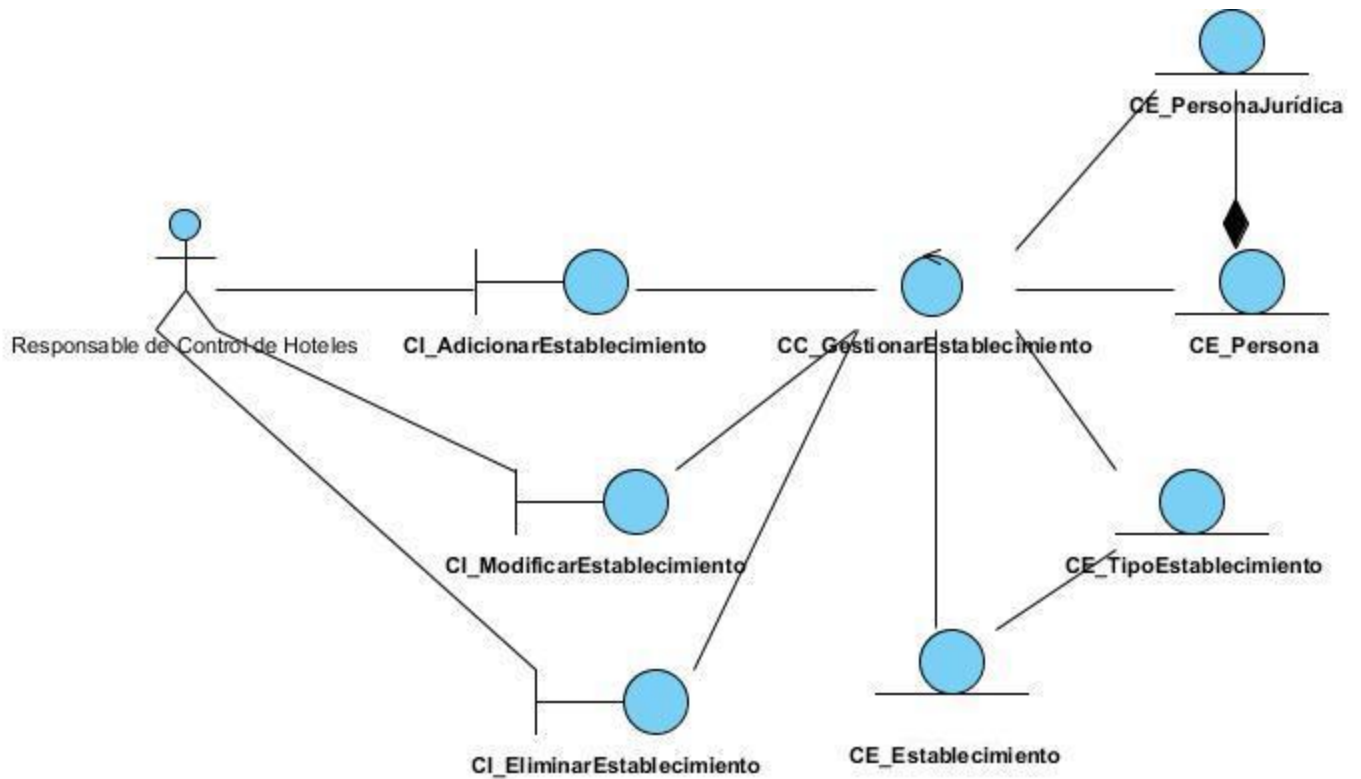 CE_PersonaJurídica
Responsable de Control de Hoteles
CI_AdicionarEstablecimiento
CC_GestionarEstablecimiento
CE_Persona
CI_ModificarEstablecimiento
CE_TipoEstablecimiento
CI_EliminarEstablecimiento
CE_Establecimiento